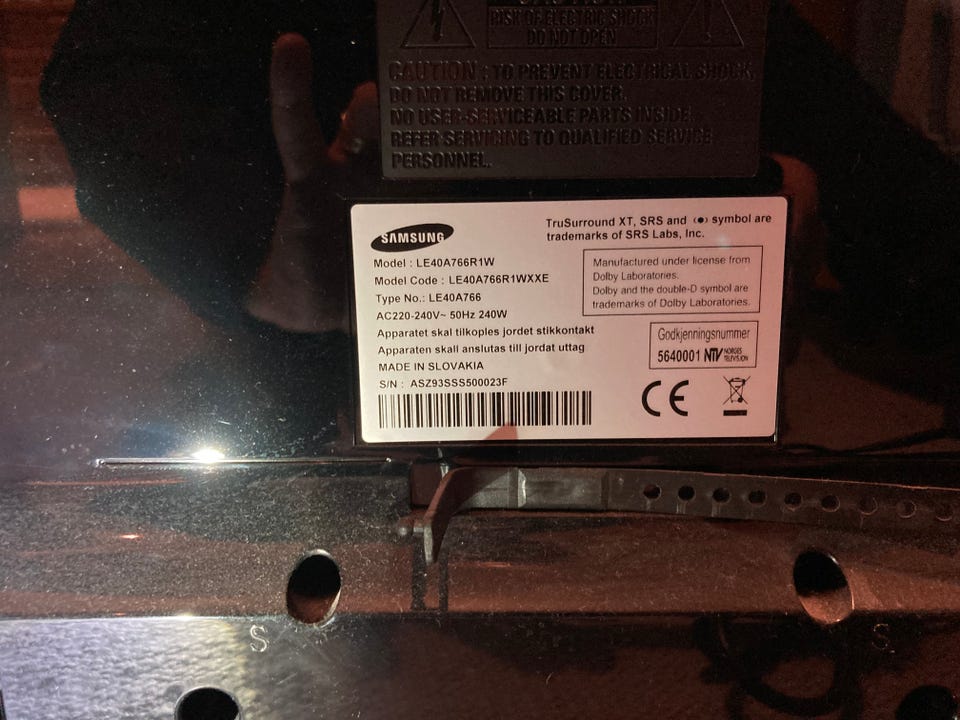 RISK OF ELECTRIC SHOCK
DO NOT OPEN
CAUTION : TO PREVENT ELECTRICAL SHOCK,
DO NOT REMOVE THIS COVER.
NO USER-SERVICEABLE PARTS INSIDE.
REFER SERVICING TO QUALIFIED SERVICE
PERSONNEL.
SAMSUNG
TruSurround XT, SRS and (●) symbol are
trademarks of SRS Labs, Inc.
Model : LE40A766R1W
Model Code : LE40A766R1WXXE
Type No.: LE40A766
AC220-240V~ 50Hz 240W
Apparatet skal tilkoples jordet stikkontakt
Apparaten skall anslutas till jordat uttag
MADE IN SLOVAKIA
S/N : ASZ93SSS500023F
Manufactured under license from
Dolby Laboratories.
Dolby and the double-D symbol are
trademarks of Dolby Laboratories.
Godkjenningsnummer
5640001 NTV NORGES
TELEVISION
CE
S
S